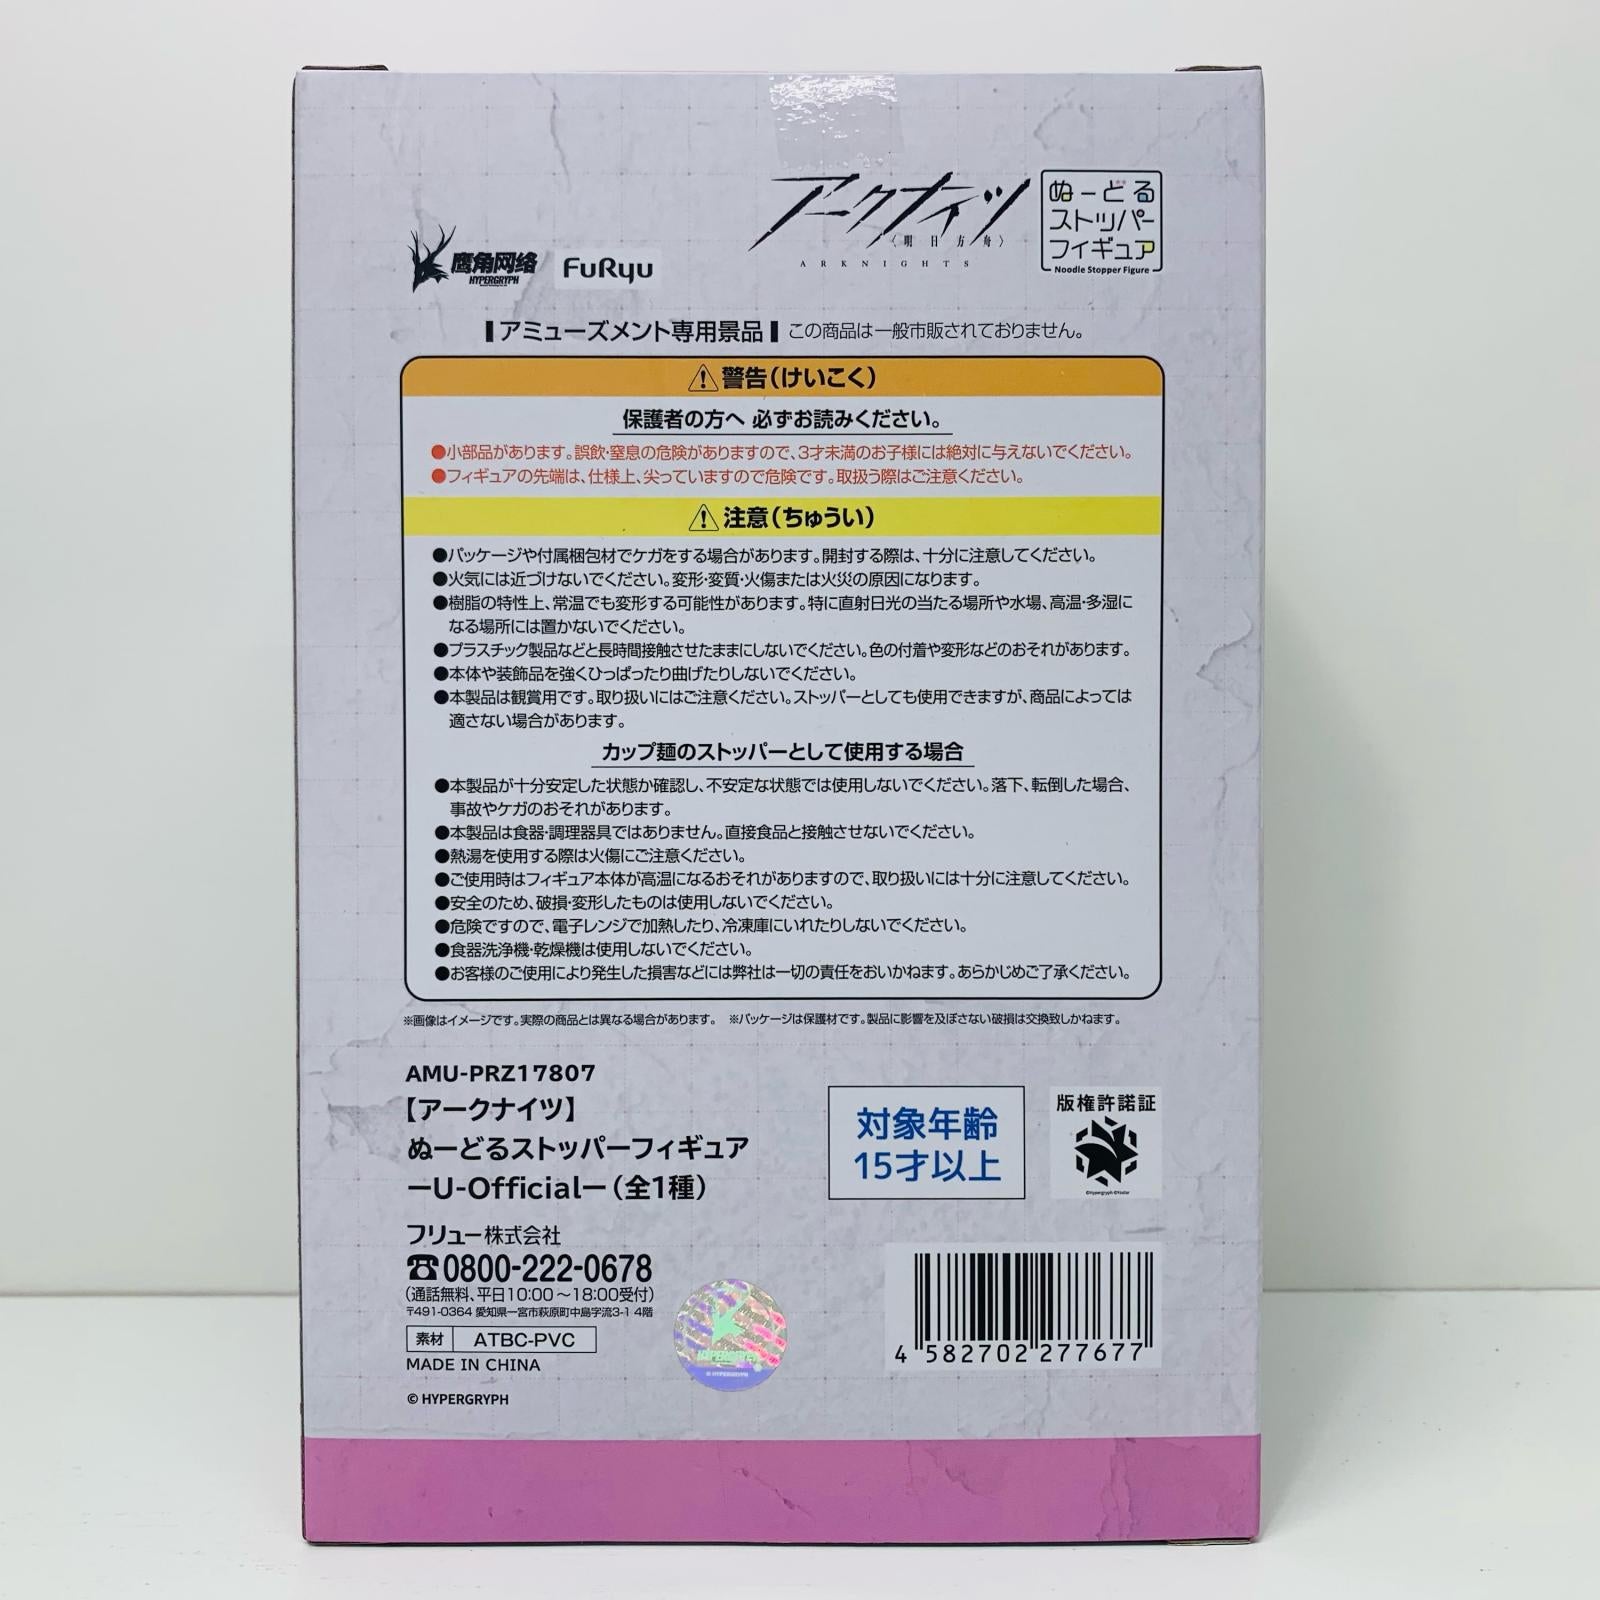 アークナイツ
〈明日方舟〉
ARKNIGHTS
ぬーどる
ストッパー
フィギュア
Noodle Stopper Figure
鷹角网络
HYPERGRYPH
FuRyu
アミューズメント専用景品 この商品は一般市販されておりません。
警告(けいこく)
保護者の方へ 必ずお読みください。
●小部品があります。誤飲・窒息の危険がありますので、3才未満のお子様には絶対に与えないでください。
●フィギュアの先端は、仕様上、尖っていますので危険です。取扱う際はご注意ください。
注意(ちゅうい)
●パッケージや付属梱包材でケガをする場合があります。開封する際は、十分に注意してください。
●火気には近づけないでください。変形・変質・火傷または火災の原因になります。
●樹脂の特性上、常温でも変形する可能性があります。特に直射日光の当たる場所や水場、高温・多湿に
なる場所には置かないでください。
●プラスチック製品などと長時間接触させたままにしないでください。色の付着や変形などのおそれがあります。
●本体や装飾品を強くひっぱったり曲げたりしないでください。
●本製品は観賞用です。取り扱いにはご注意ください。ストッパーとしても使用できますが、商品によっては
適さない場合があります。
カップ麺のストッパーとして使用する場合
●本製品が十分安定した状態か確認し、不安定な状態では使用しないでください。落下、転倒した場合、
事故やケガのおそれがあります。
●本製品は食器・調理器具ではありません。直接食品と接触させないでください。
●熱湯を使用する際は火傷にご注意ください。
●ご使用時はフィギュア本体が高温になるおそれがありますので、取り扱いには十分に注意してください。
●安全のため、破損・変形したものは使用しないでください。
●危険ですので、電子レンジで加熱したり、冷凍庫にいれたりしないでください。
●食器洗浄機・乾燥機は使用しないでください。
●お客様のご使用により発生した損害などには弊社は一切の責任をおいかねます。あらかじめご了承ください。
※画像はイメージです。実際の商品とは異なる場合があります。 ※パッケージは保護材です。製品に影響を及ぼさない破損は交換致しかねます。
AMU-PRZ17807
【アークナイツ】
ぬーどるストッパーフィギュア
ーU-Officialー(全1種)
対象年齢
15才以上
版権許諾証
©Hypergryph ©Yostar
フリュー株式会社
☎0800-222-0678
(通話無料、平日10:00～18:00受付)
〒491-0364 愛知県一宮市萩原町中島字流3-1 4階
素材 ATBC-PVC
MADE IN CHINA
© HYPERGRYPH
HYPERGRYPH
© HYPERGRYPH
4 582702 277677